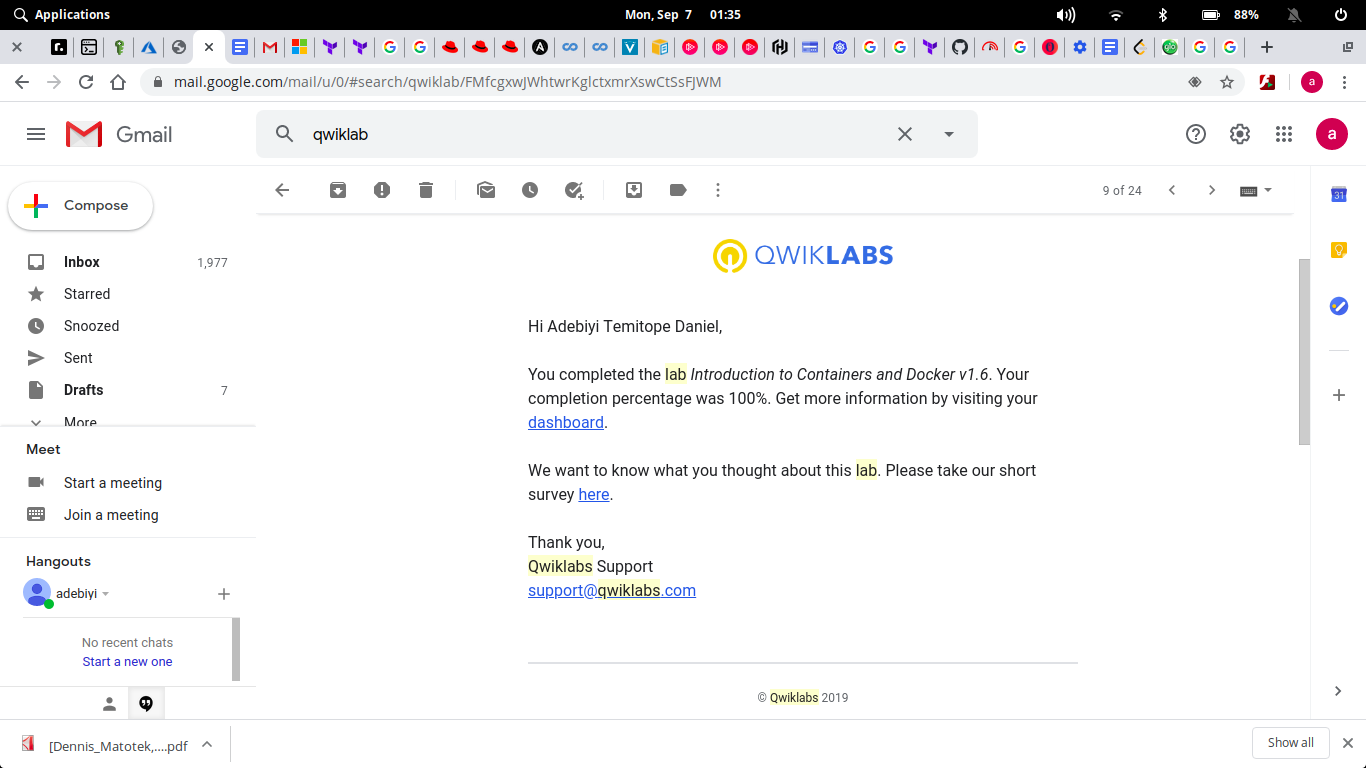 Applications
Mon, Sep 7 01:35
88%
mail.google.com/mail/u/0/#search/qwiklab/FMfcgxwJWhtwrKglctxmrXswCtSsFJWM
a
Gmail
qwiklab
a
Compose
9 of 24
31
Inbox 1,977
Starred
Snoozed
Sent
Drafts 7
More
Meet
Start a meeting
Join a meeting
Hangouts
adebiyi
No recent chats
Start a new one
QWIKLABS
Hi Adebiyi Temitope Daniel,
You completed the lab Introduction to Containers and Docker v1.6. Your
completion percentage was 100%. Get more information by visiting your
dashboard.
We want to know what you thought about this lab. Please take our short
survey here.
Thank you,
Qwiklabs Support
support@qwiklabs.com
© Qwiklabs 2019
[Dennis_Matotek,....pdf
Show all